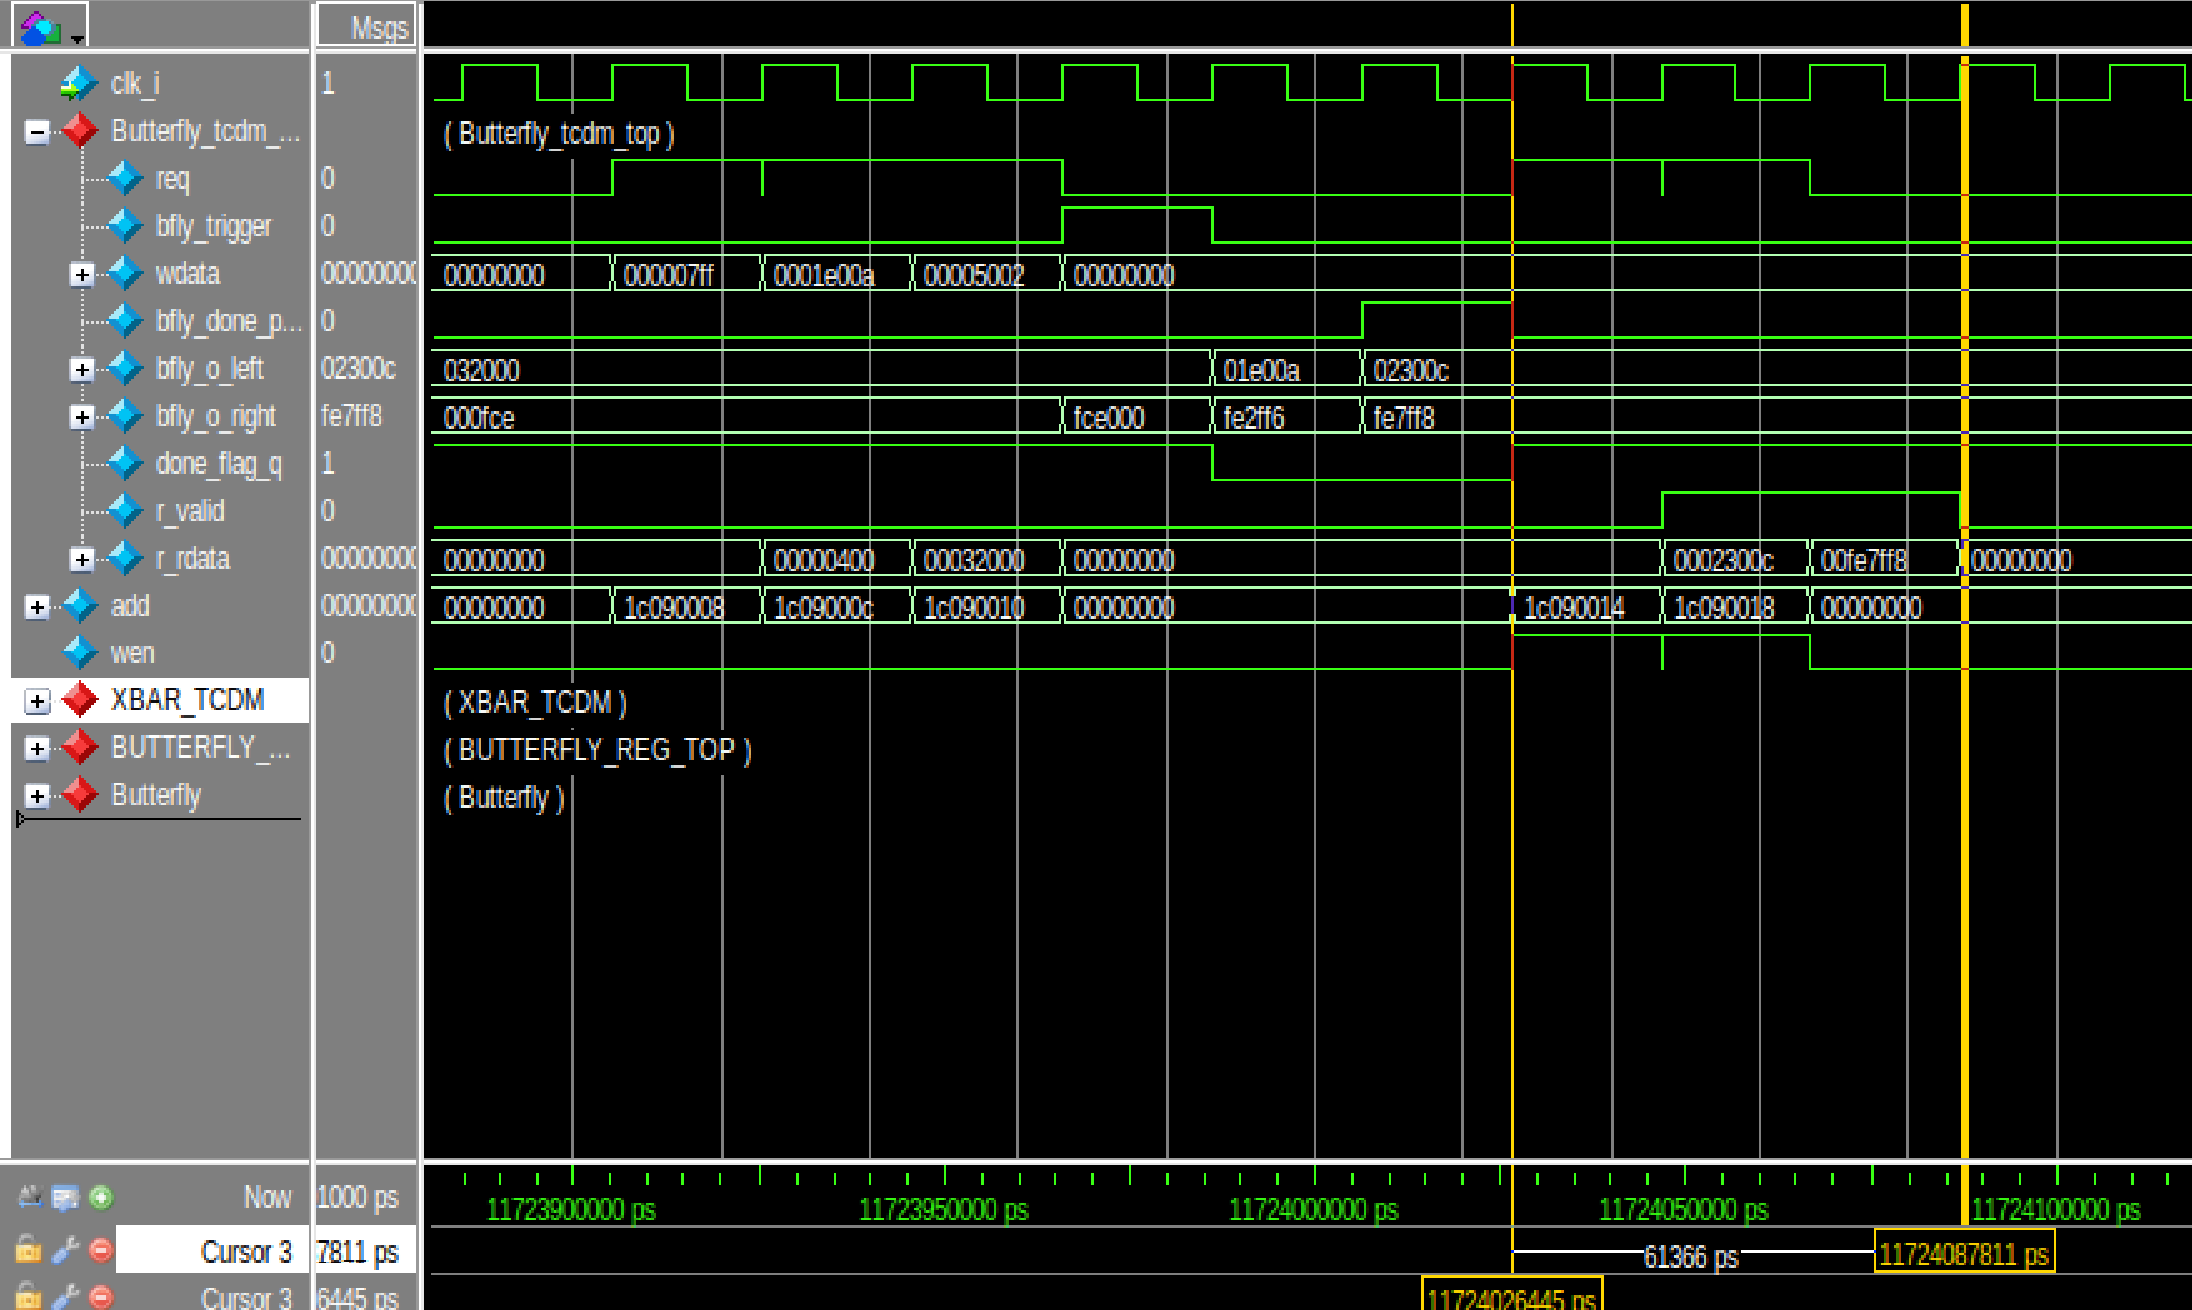 Msgs
clk_i 1
Butterfly_tcdm_... ( Butterfly_tcdm_top )
req 0
bfly_trigger 0
wdata 00000000 00000000 000007ff 0001e00a 00005002 00000000
bfly_done_p... 0
bfly_o_left 02300c 032000 01e00a 02300c
bfly_o_right fe7ff8 000fce fce000 fe2ff6 fe7ff8
done_flag_q 1
r_valid 0
r_rdata 00000000 00000000 00000400 00032000 00000000 0002300c 00fe7ff8 00000000
add 00000000 00000000 1c090008 1c09000c 1c090010 00000000 1c090014 1c090018 00000000
wen 0
XBAR_TCDM ( XBAR_TCDM )
BUTTERFLY_... ( BUTTERFLY_REG_TOP )
Butterfly ( Butterfly )
Now 1000 ps 11723900000 ps 11723950000 ps 11724000000 ps 11724050000 ps 11724100000 ps
Cursor 3 7811 ps 61366 ps 11724087811 ps
Cursor 3 6445 ps 11724026445 ps